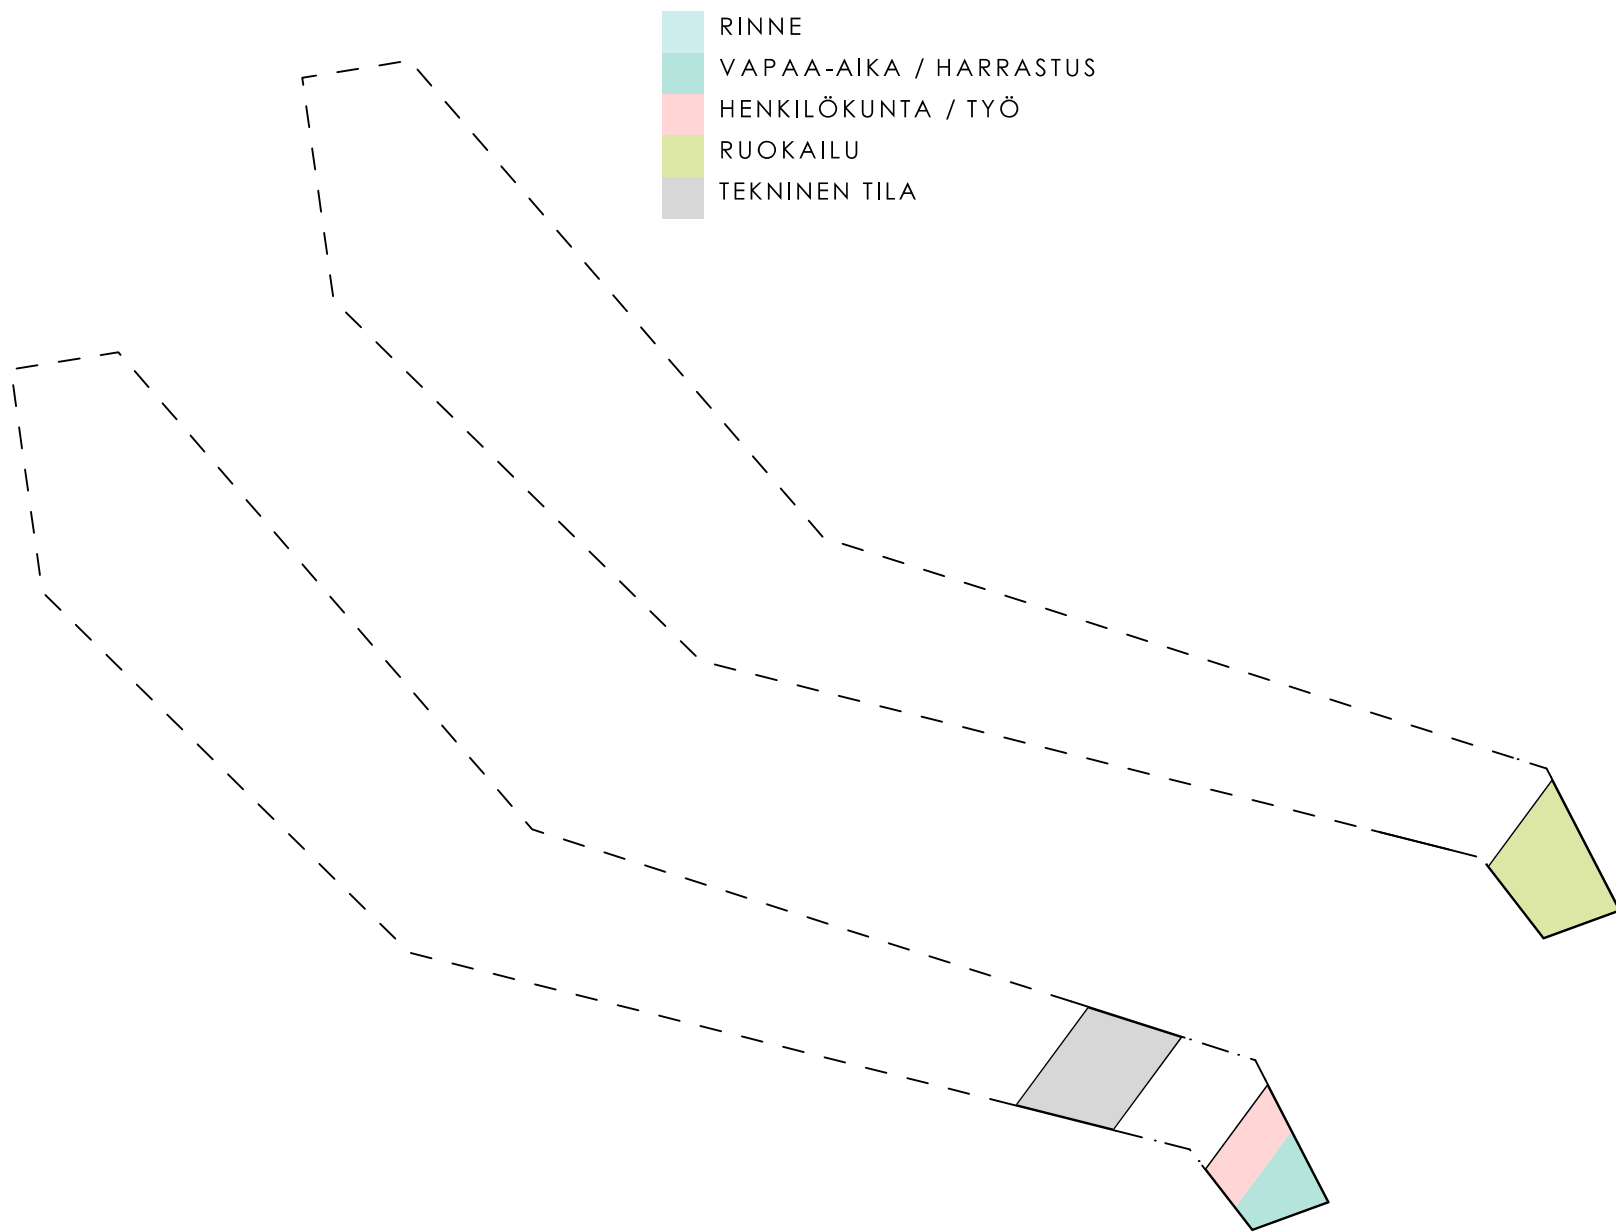 RINNE
VAPAA-AIKA / HARRASTUS
HENKILÖKUNTA / TYÖ
RUOKAILU
TEKNINEN TILA